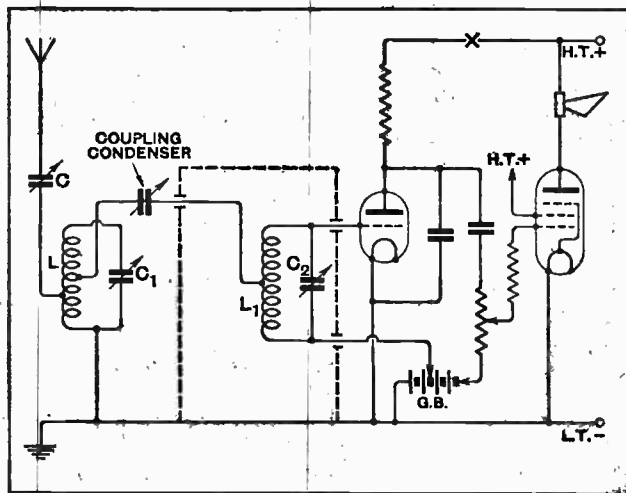 H.T.+
COUPLING
CONDENSER
H.T.+
C
L
C1
L1
C2
G.B.
L.T.-